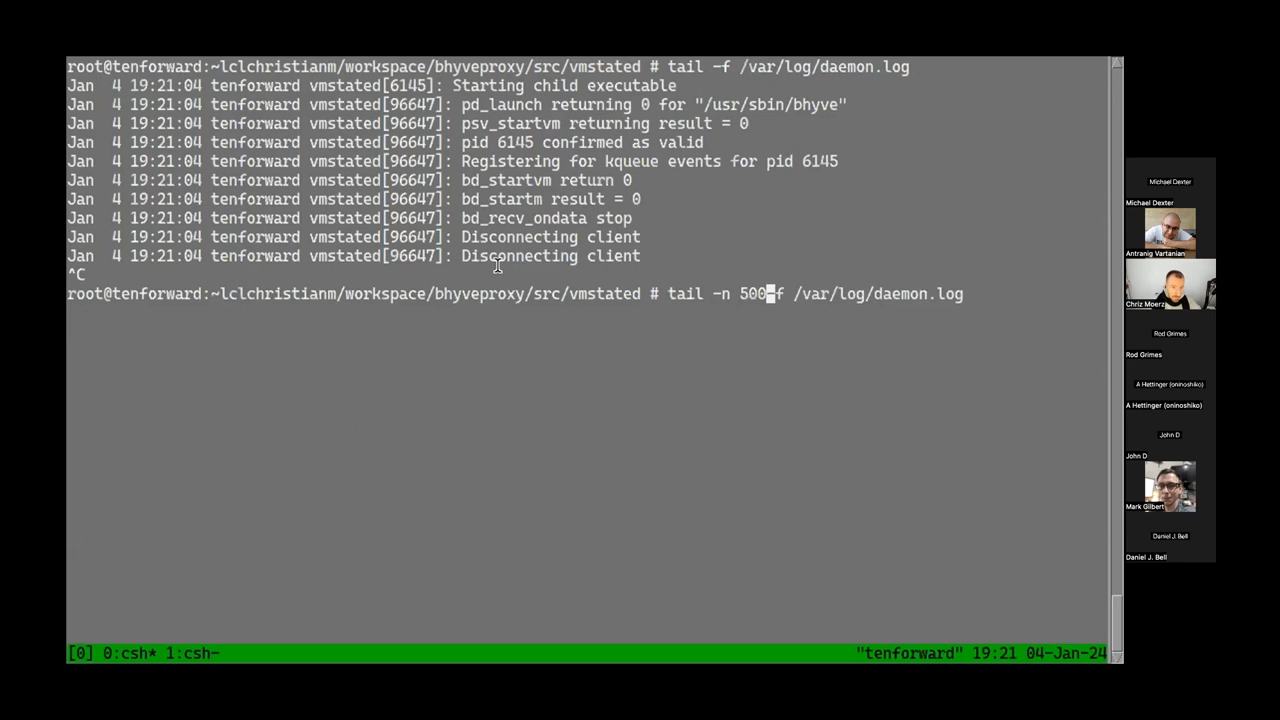 root@tenforward:~lclchristianm/workspace/bhyveproxy/src/vmstated # tail -f /var/log/daemon.log
Jan  4 19:21:04 tenforward vmstated[6145]: Starting child executable
Jan  4 19:21:04 tenforward vmstated[96647]: pd_launch returning 0 for "/usr/sbin/bhyve"
Jan  4 19:21:04 tenforward vmstated[96647]: psv_startvm returning result = 0
Jan  4 19:21:04 tenforward vmstated[96647]: pid 6145 confirmed as valid
Jan  4 19:21:04 tenforward vmstated[96647]: Registering for kqueue events for pid 6145
Jan  4 19:21:04 tenforward vmstated[96647]: bd_startvm return 0
Jan  4 19:21:04 tenforward vmstated[96647]: bd_startm result = 0
Jan  4 19:21:04 tenforward vmstated[96647]: bd_recv_ondata stop
Jan  4 19:21:04 tenforward vmstated[96647]: Disconnecting client
Jan  4 19:21:04 tenforward vmstated[96647]: Disconnecting client
^C
root@tenforward:~lclchristianm/workspace/bhyveproxy/src/vmstated # tail -n 500-f /var/log/daemon.log
[0] 0:csh* 1:csh- "tenforward" 19:21 04-Jan-24
Michael Dexter
Michael Dexter
Antranig Vartanian
Chriz Moerz
Rod Grimes
Rod Grimes
A Hettinger (oninoshiko)
A Hettinger (oninoshiko)
John D
John D
Mark Gilbert
Daniel J. Bell
Daniel J. Bell